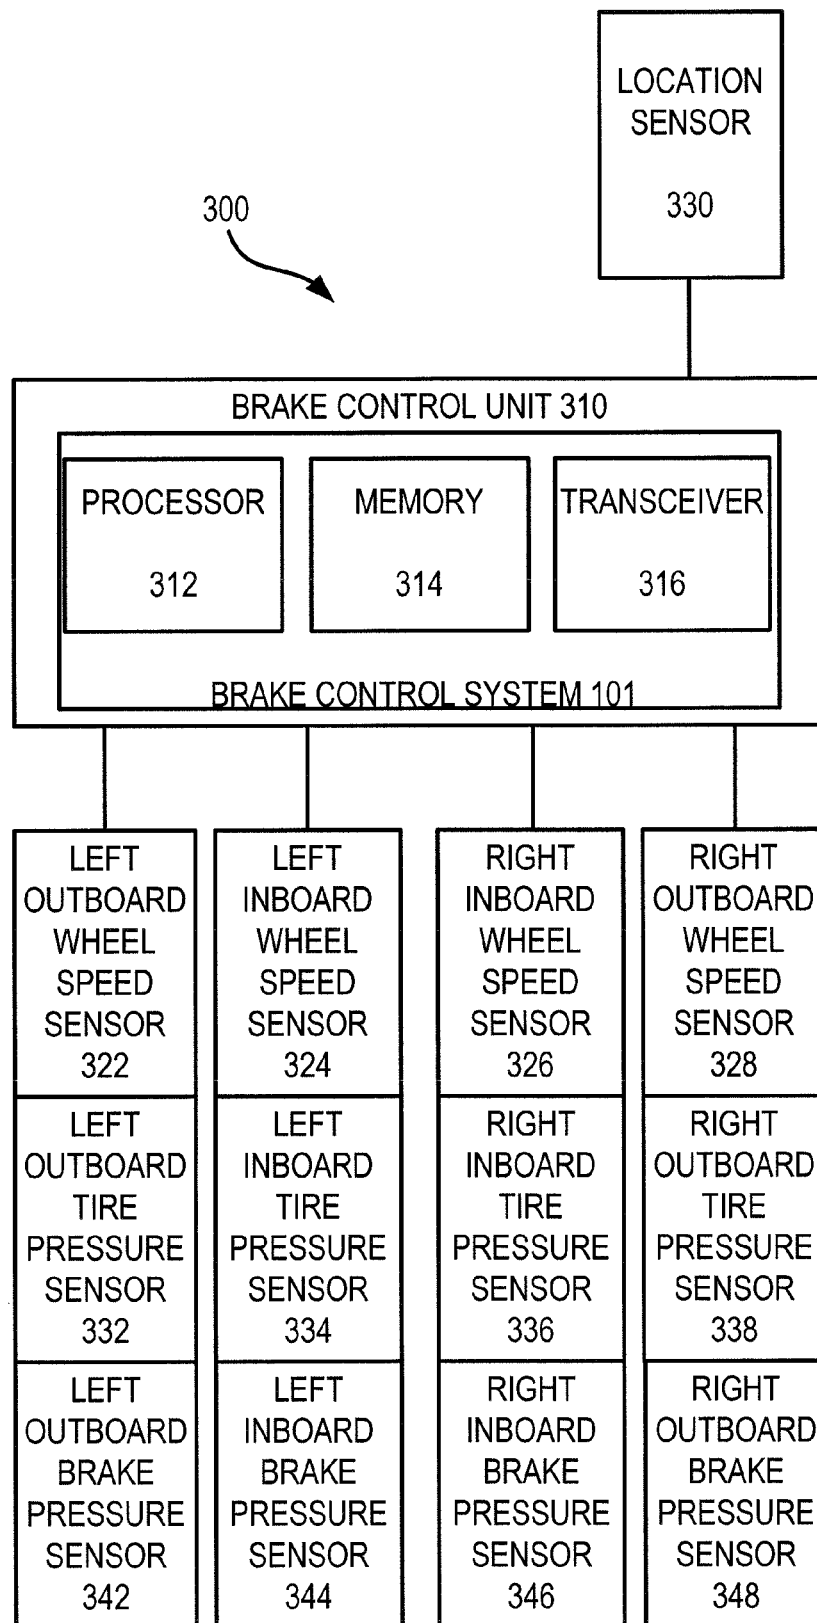 LOCATION
SENSOR
330
300
BRAKE CONTROL UNIT 310
PROCESSOR
312
MEMORY
314
TRANSCEIVER
316
BRAKE CONTROL SYSTEM 101
LEFT
OUTBOARD
WHEEL
SPEED
SENSOR
322
LEFT
INBOARD
WHEEL
SPEED
SENSOR
324
RIGHT
INBOARD
WHEEL
SPEED
SENSOR
326
RIGHT
OUTBOARD
WHEEL
SPEED
SENSOR
328
LEFT
OUTBOARD
TIRE
PRESSURE
SENSOR
332
LEFT
INBOARD
TIRE
PRESSURE
SENSOR
334
RIGHT
INBOARD
TIRE
PRESSURE
SENSOR
336
RIGHT
OUTBOARD
TIRE
PRESSURE
SENSOR
338
LEFT
OUTBOARD
BRAKE
PRESSURE
SENSOR
342
LEFT
INBOARD
BRAKE
PRESSURE
SENSOR
344
RIGHT
INBOARD
BRAKE
PRESSURE
SENSOR
346
RIGHT
OUTBOARD
BRAKE
PRESSURE
SENSOR
348